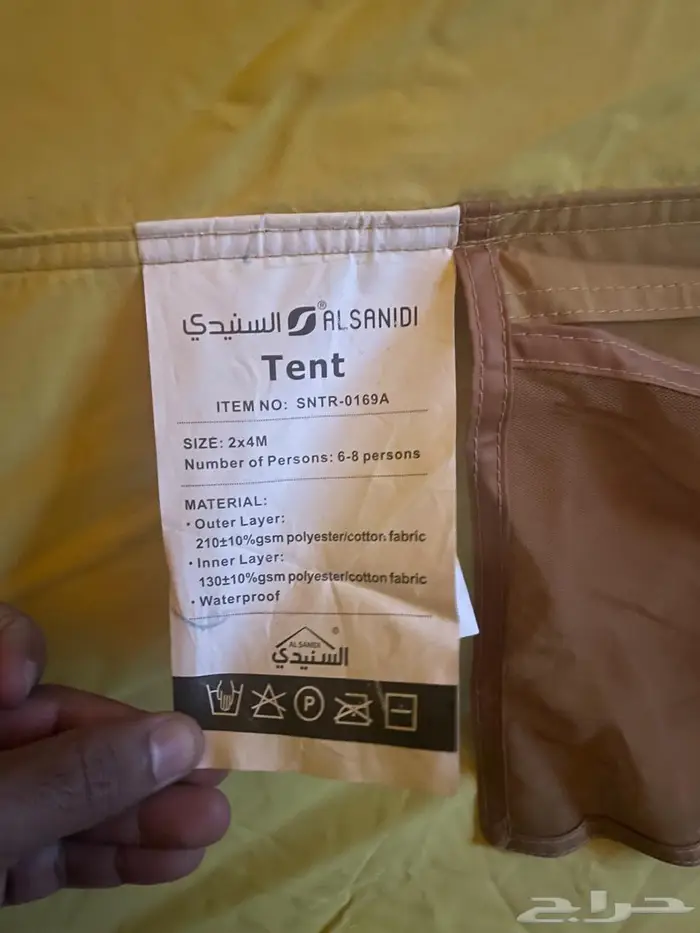 السنيدي ® ALSANIDI
Tent
ITEM NO: SNTR-0169A
SIZE: 2x4M
Number of Persons: 6-8 persons
MATERIAL:
• Outer Layer:
210±10%gsm polyester/cotton fabric
• Inner Layer:
130±10%gsm polyester/cotton fabric
• Waterproof
ALSANIDI ®
السنيدي
P
حراج